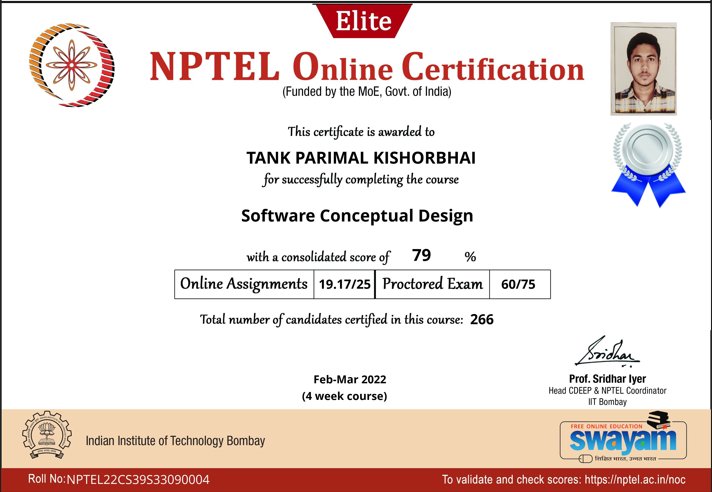 Elite
NPTEL Online Certification
(Funded by the MoE, Govt. of India)
This certificate is awarded to
TANK PARIMAL KISHORBHAI
for successfully completing the course
Software Conceptual Design
with a consolidated score of 79 %
Online Assignments 19.17/25 Proctored Exam 60/75
Total number of candidates certified in this course: 266
Sridhar
Feb-Mar 2022
(4 week course)
Prof. Sridhar Iyer
Head CDEEP & NPTEL Coordinator
IIT Bombay
Indian Institute of Technology Bombay
FREE ONLINE EDUCATION
swayam
शिक्षित भारत, उन्नत भारत
Roll No: NPTEL22CS39S33090004
To validate and check scores: https://nptel.ac.in/noc